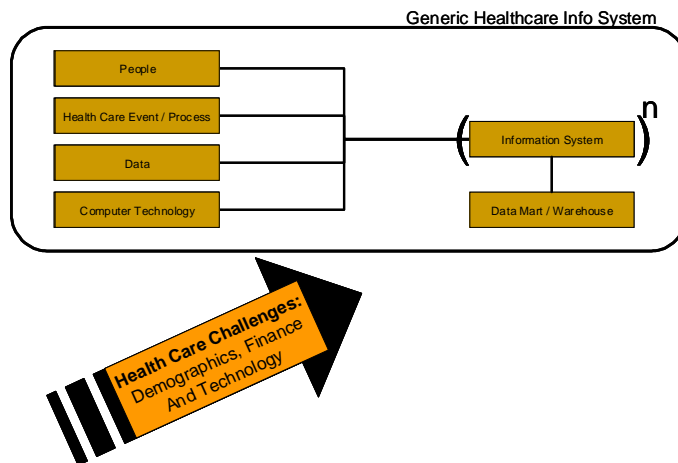 Generic Healthcare Info System
People
Health Care Event / Process
Data
Computer Technology
( Information System ) n
Data Mart / Warehouse
Health Care Challenges:
Demographics, Finance
And Technology